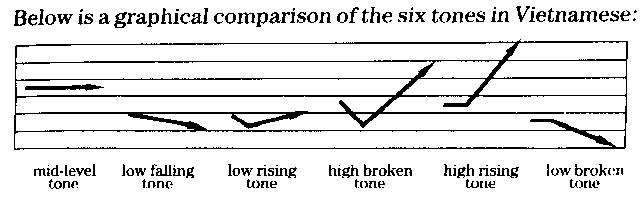 Below is a graphical comparison of the six tones in Vietnamese:
mid-level low falling low rising high broken high rising low broken
tone tone tone tone tone tone